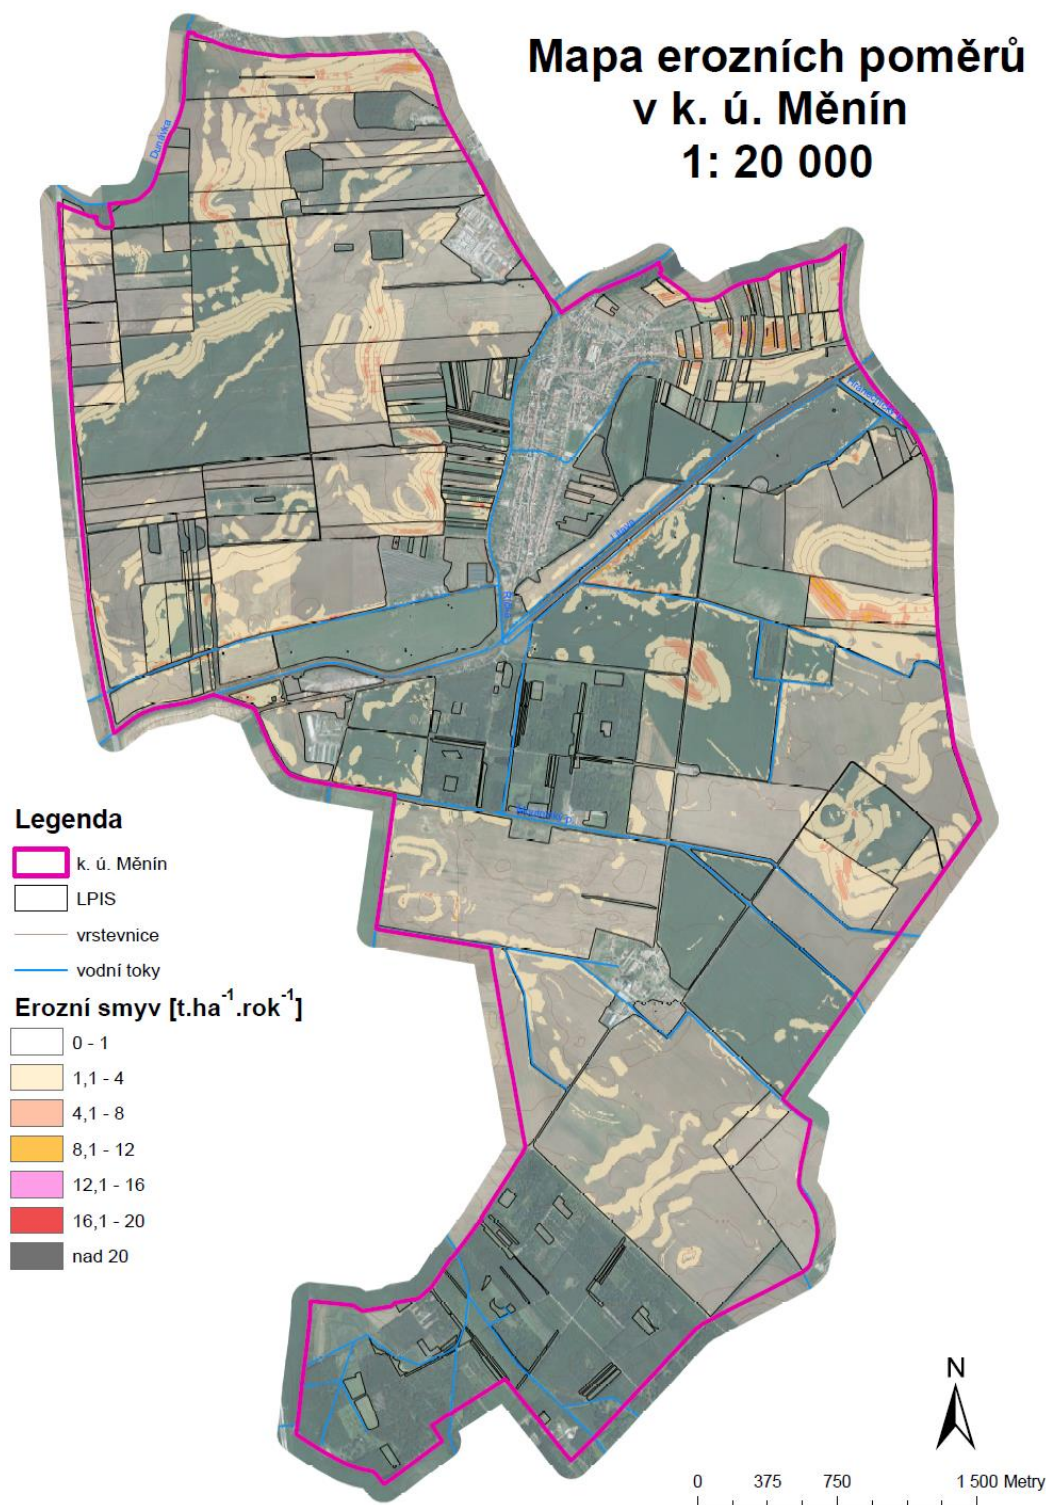 Mapa erozních poměrů
v k. ú. Měnín
1: 20 000
Dunávka
Litava
Legenda
k. ú. Měnín
LPIS
vrstevnice
vodní toky
Erozní smyv [t.ha⁻¹.rok⁻¹]
0 - 1
1,1 - 4
4,1 - 8
8,1 - 12
12,1 - 16
16,1 - 20
nad 20
N
0 375 750 1 500 Metry